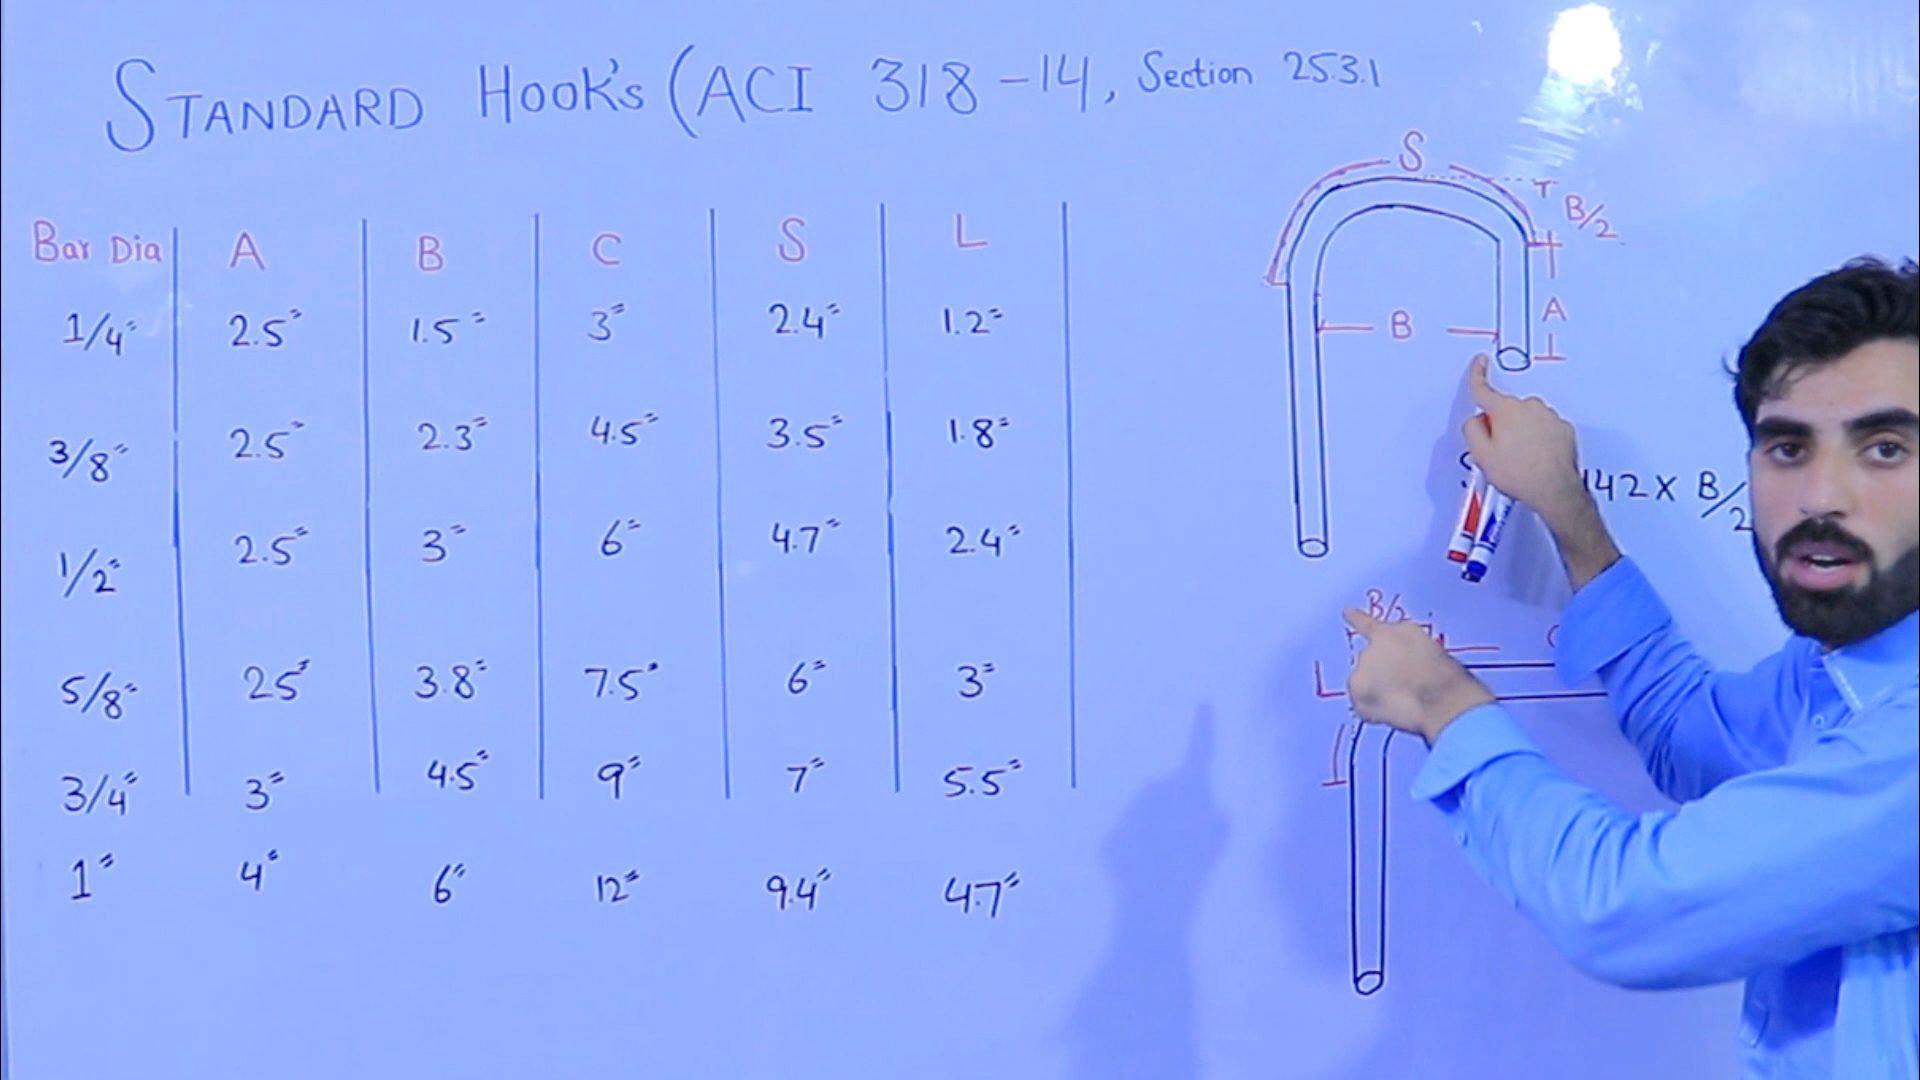 STANDARD Hook's (ACI 318-14, Section 25.3.1
Bar Dia A B C S L
1/4" 2.5" 1.5" 3" 2.4" 1.2"
3/8" 2.5" 2.3" 4.5" 3.5" 1.8"
1/2" 2.5" 3" 6" 4.7" 2.4"
5/8" 25" 3.8" 7.5" 6" 3"
3/4" 3" 4.5" 9" 7" 5.5"
1" 4" 6" 12" 9.4" 4.7"
S
B/2
A
B
142 x B/2
B/2
L